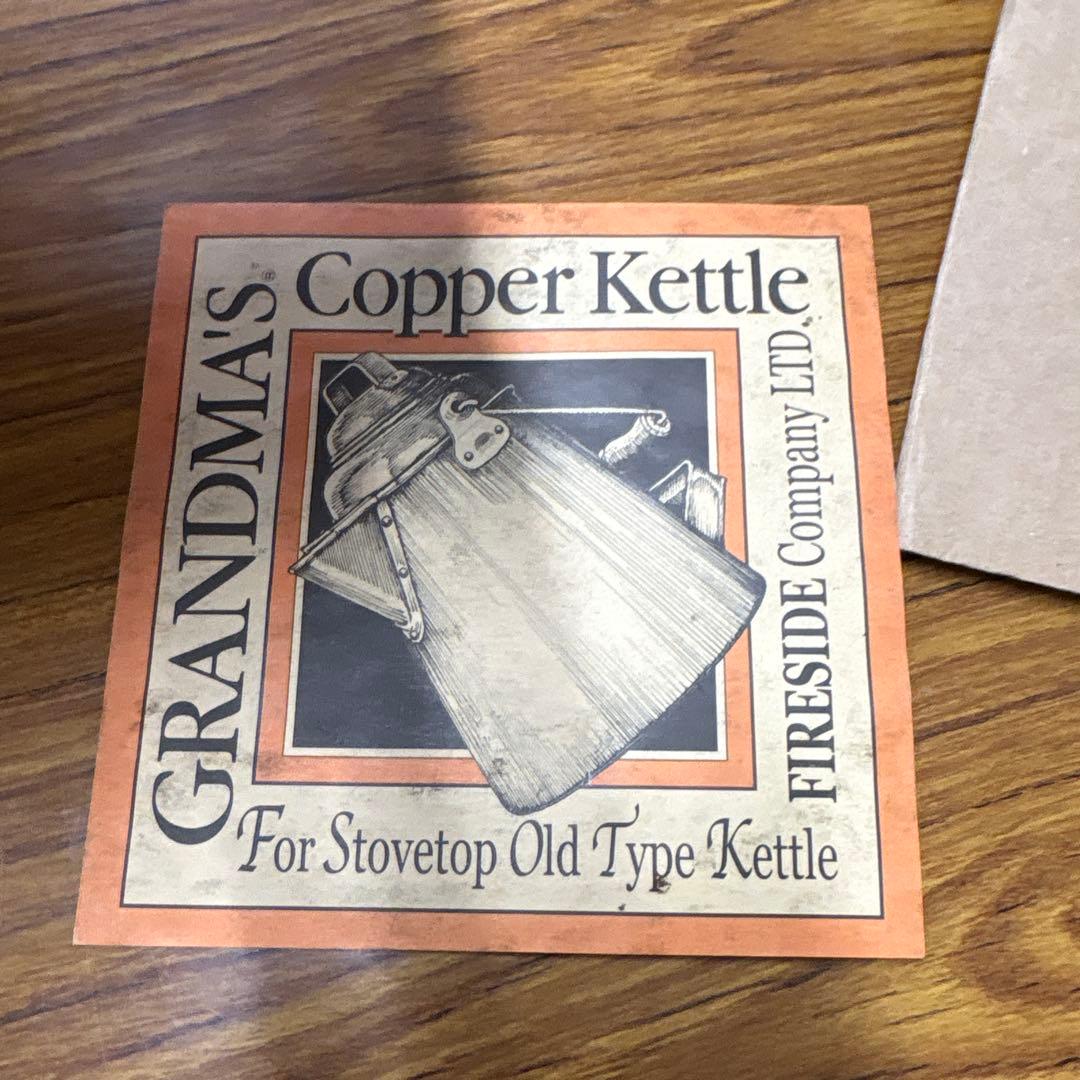 GRANDMA'S®
Copper Kettle
FIRESIDE Company LTD.
For Stovetop Old Type Kettle